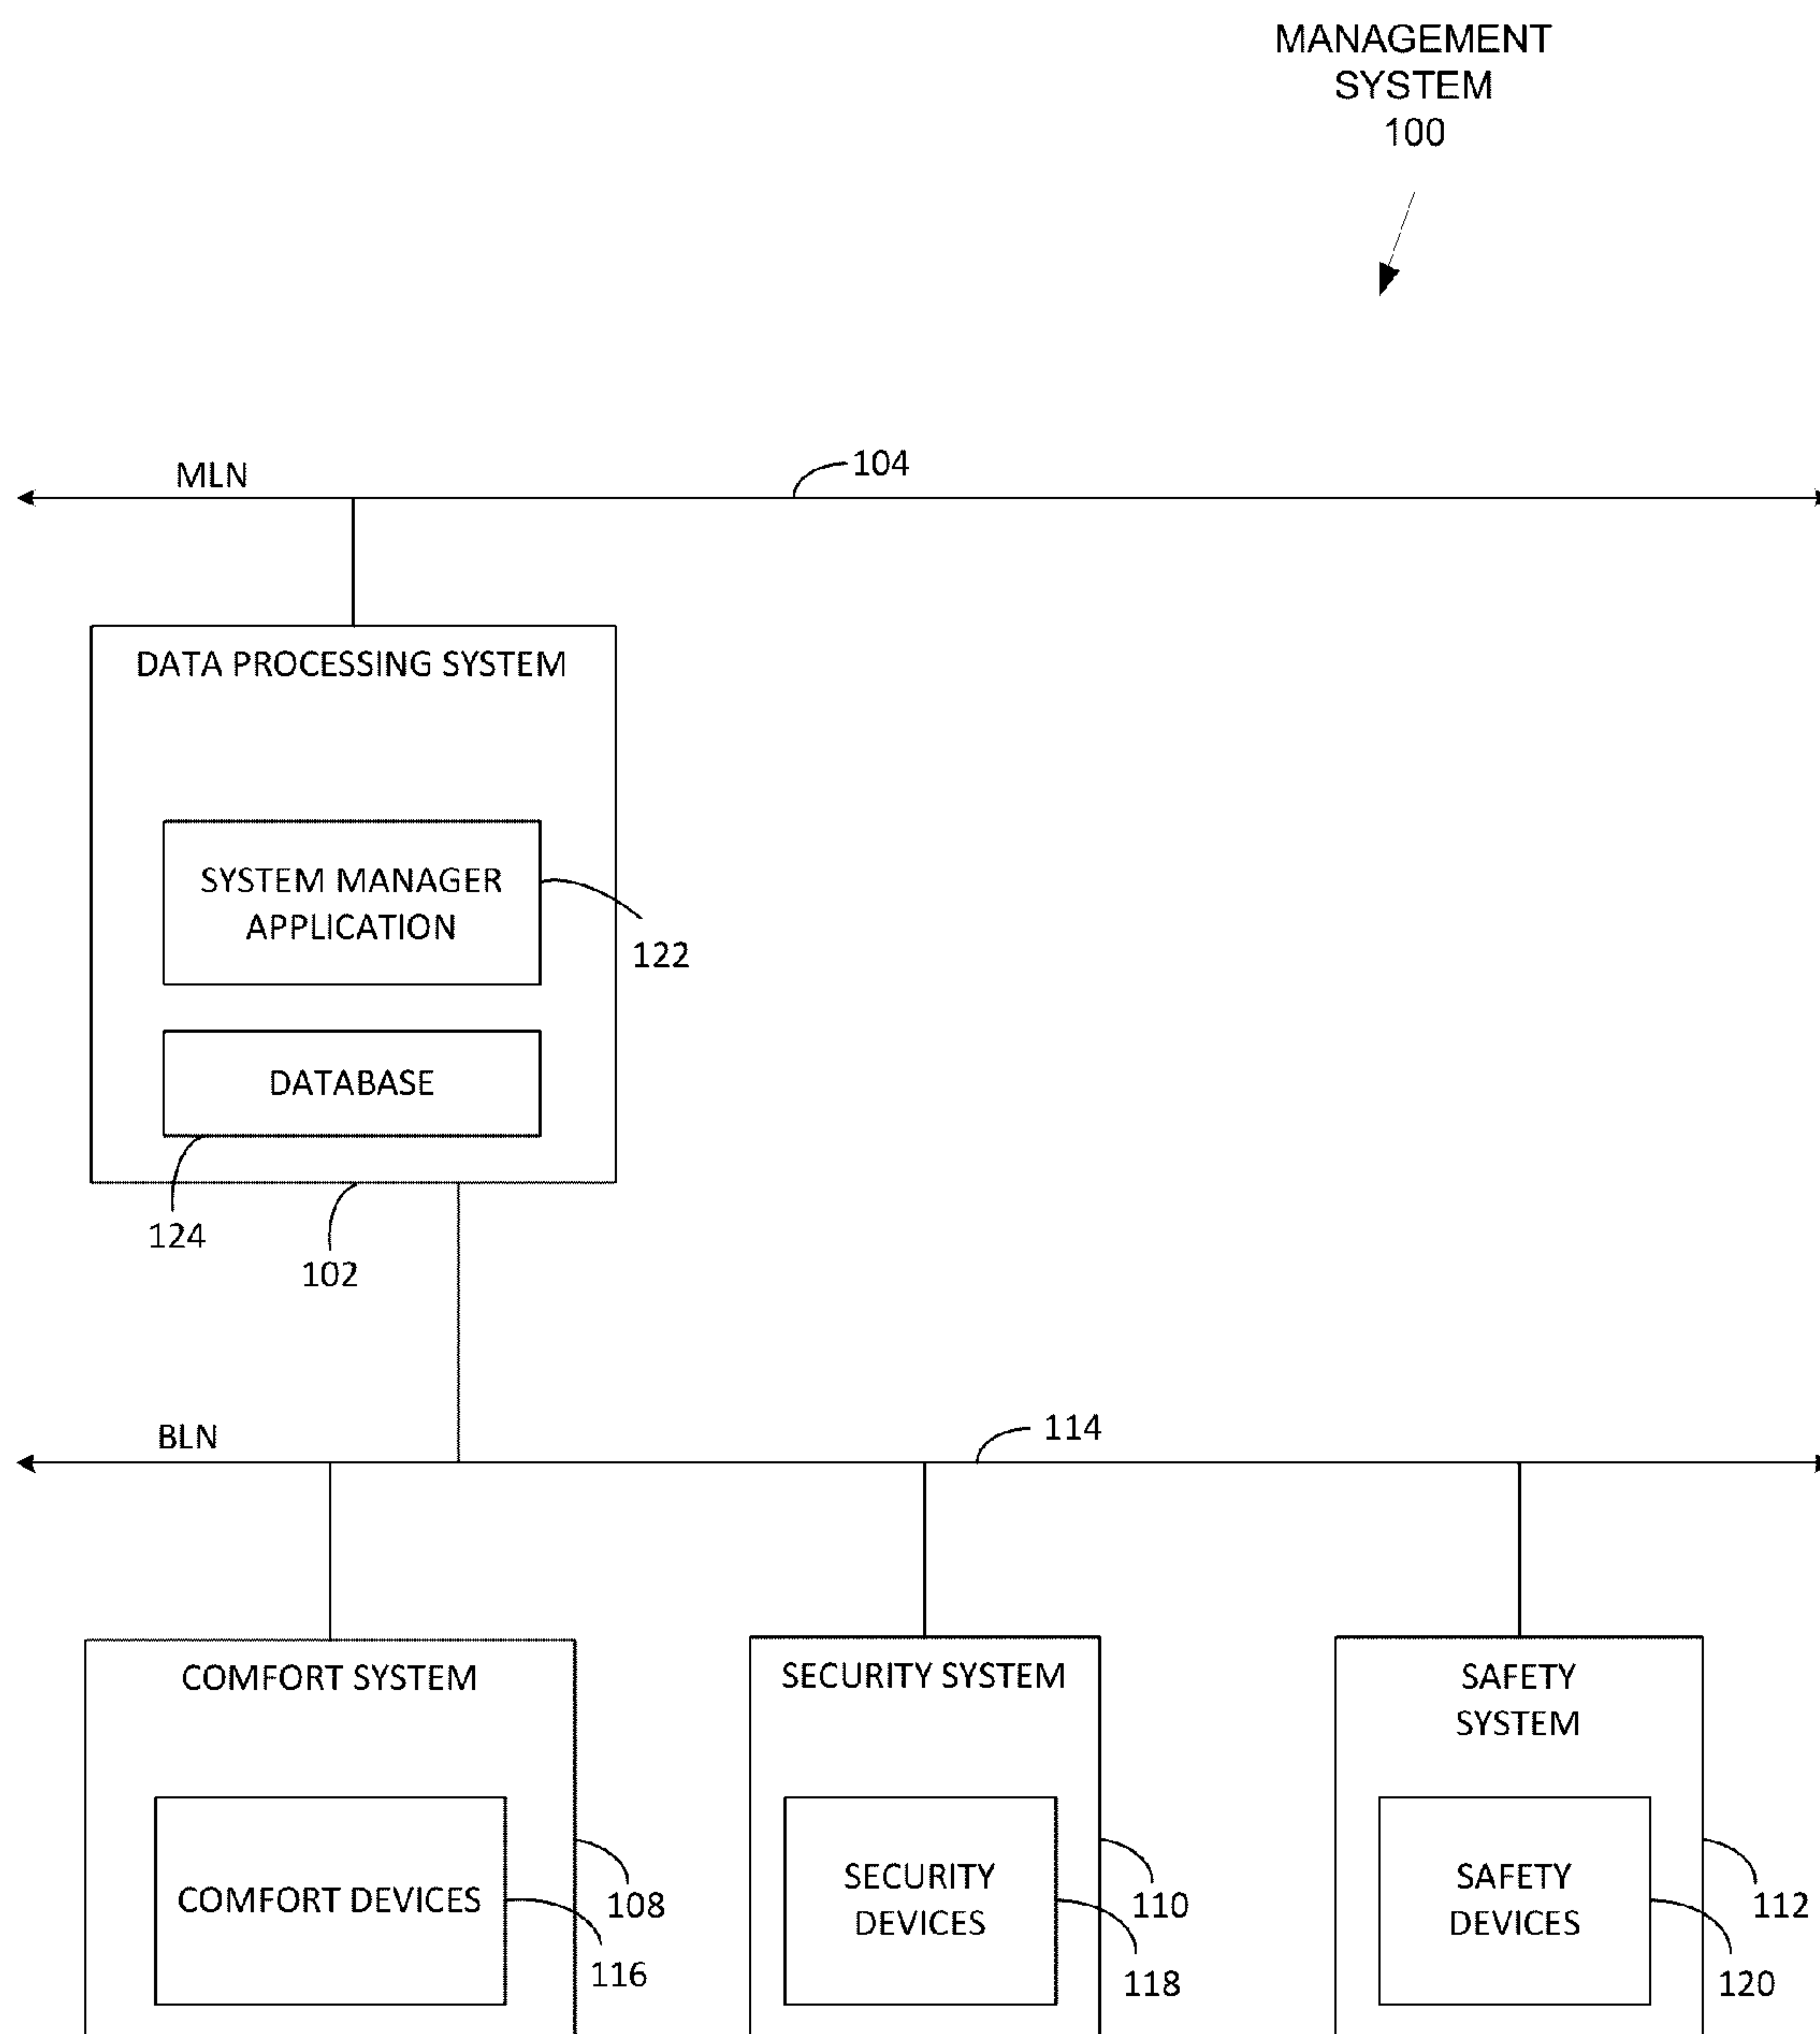 MANAGEMENT
SYSTEM
100
MLN
104
DATA PROCESSING SYSTEM
SYSTEM MANAGER
APPLICATION
122
DATABASE
124
102
BLN
114
COMFORT SYSTEM
COMFORT DEVICES
108
116
SECURITY SYSTEM
SECURITY
DEVICES
110
118
SAFETY
SYSTEM
SAFETY
DEVICES
112
120